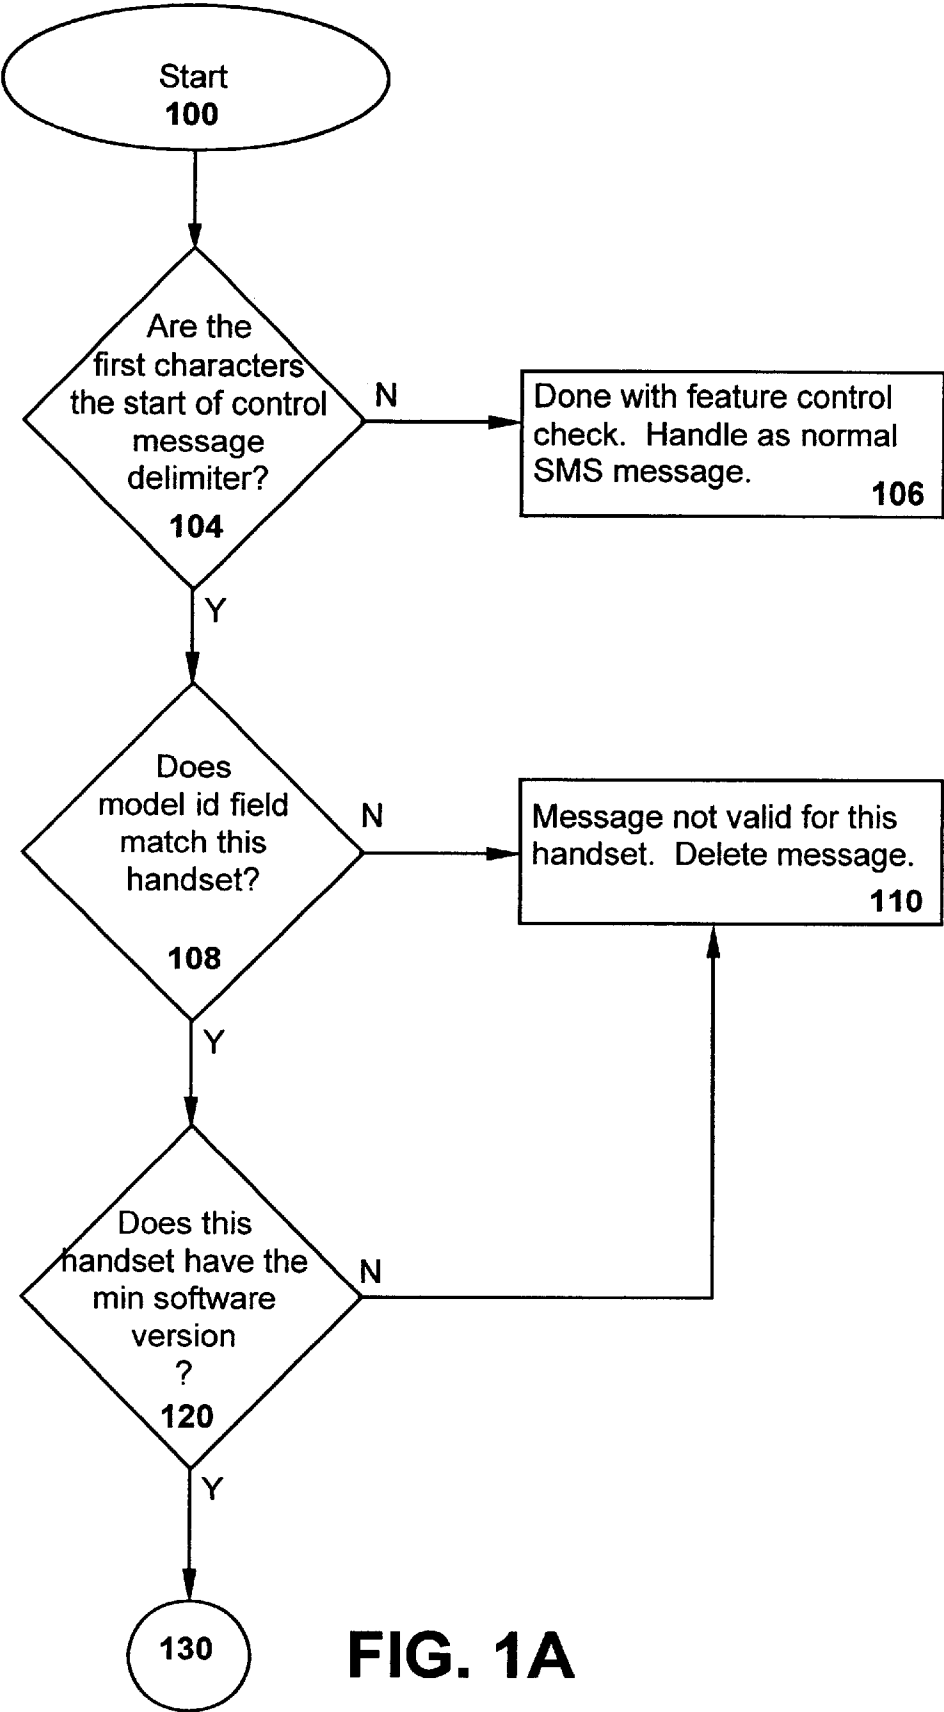 Start
100
Are the
first characters
the start of control
message
delimiter?
104
N
Done with feature control
check. Handle as normal
SMS message.
106
Y
Does
model id field
match this
handset?
108
N
Message not valid for this
handset. Delete message.
110
Y
Does this
handset have the
min software
version
?
120
N
Y
130
FIG. 1A